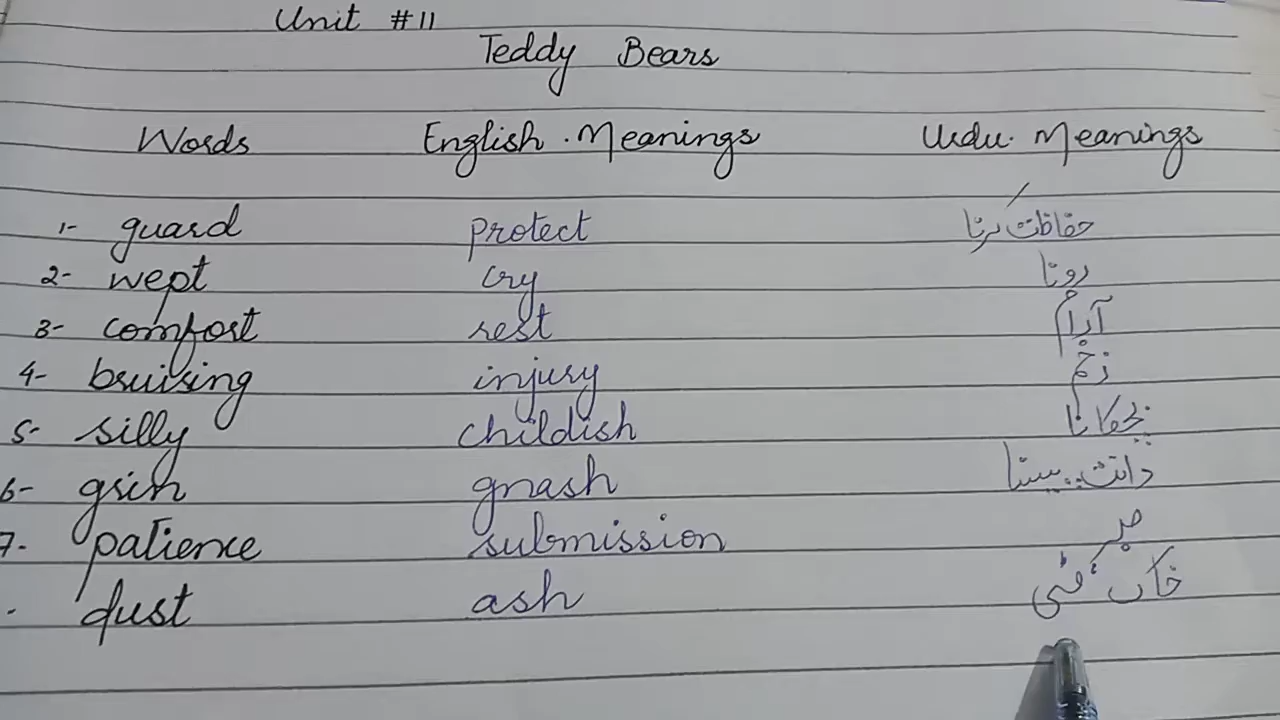 Unit #11
Teddy Bears
Words English Meanings Urdu Meanings
1- guard protect حفاظت کرنا
2- wept cry رونا
3- comfort rest آرام
4- bruising injury زخم
5- silly childish بچگانا
6- grin gnash دانت پیسنا
7- patience submission صبر
- dust ash خاک، مٹی